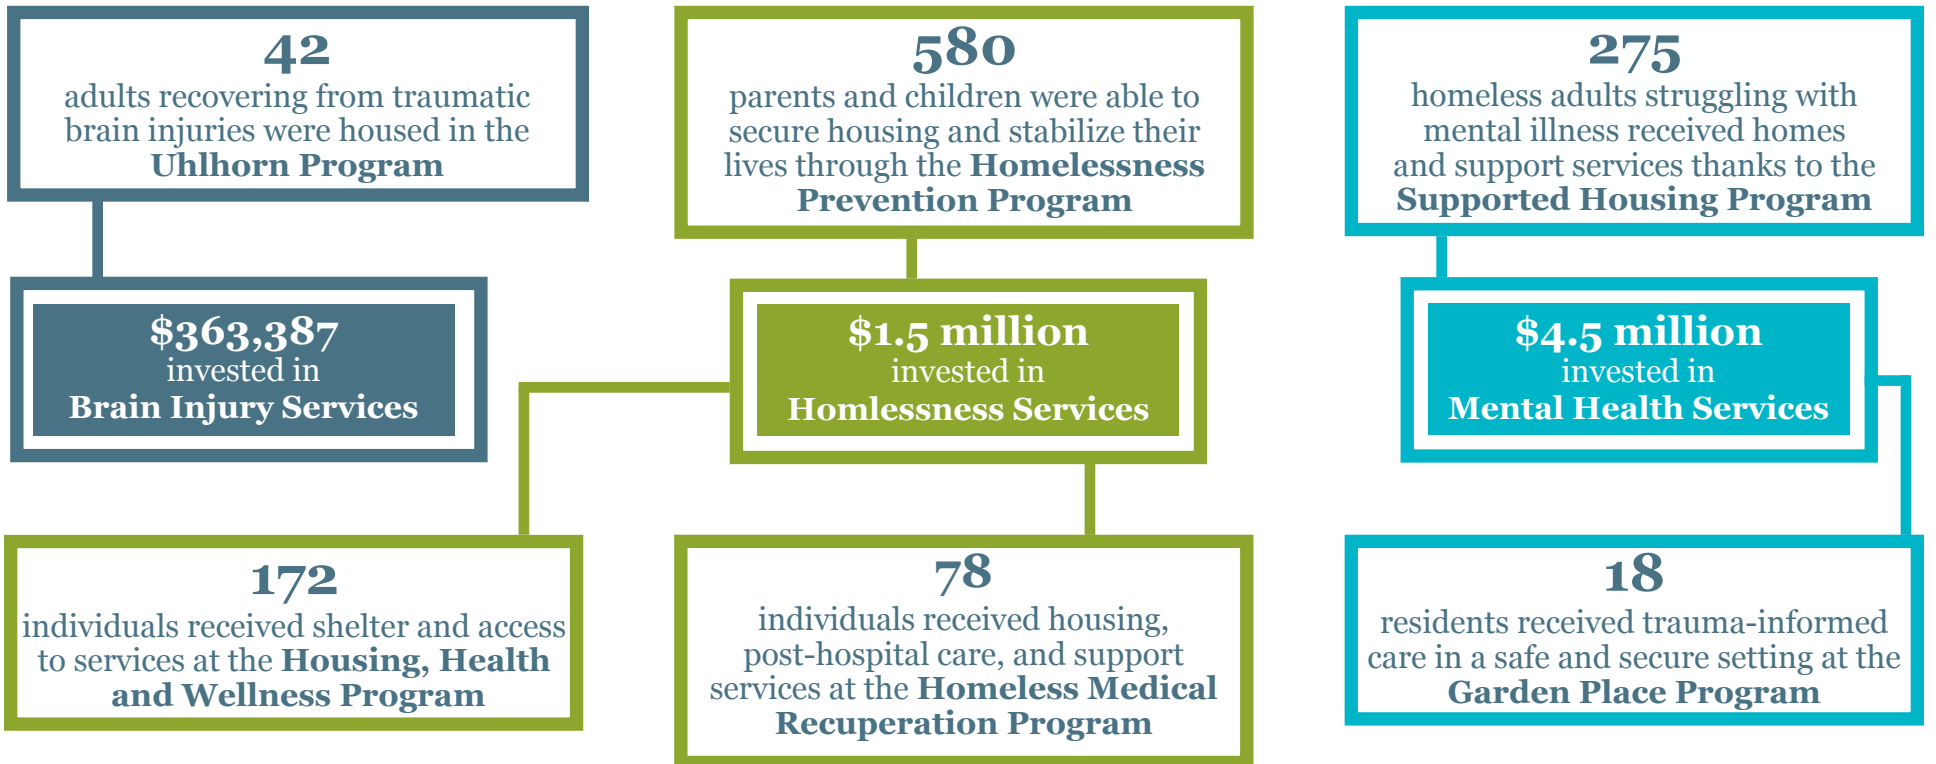 42
adults recovering from traumatic
brain injuries were housed in the
Uhlhorn Program
580
parents and children were able to
secure housing and stabilize their
lives through the Homelessness
Prevention Program
275
homeless adults struggling with
mental illness received homes
and support services thanks to the
Supported Housing Program
$363,387
invested in
Brain Injury Services
$1.5 million
invested in
Homlessness Services
$4.5 million
invested in
Mental Health Services
172
individuals received shelter and access
to services at the Housing, Health
and Wellness Program
78
individuals received housing,
post-hospital care, and support
services at the Homeless Medical
Recuperation Program
18
residents received trauma-informed
care in a safe and secure setting at the
Garden Place Program